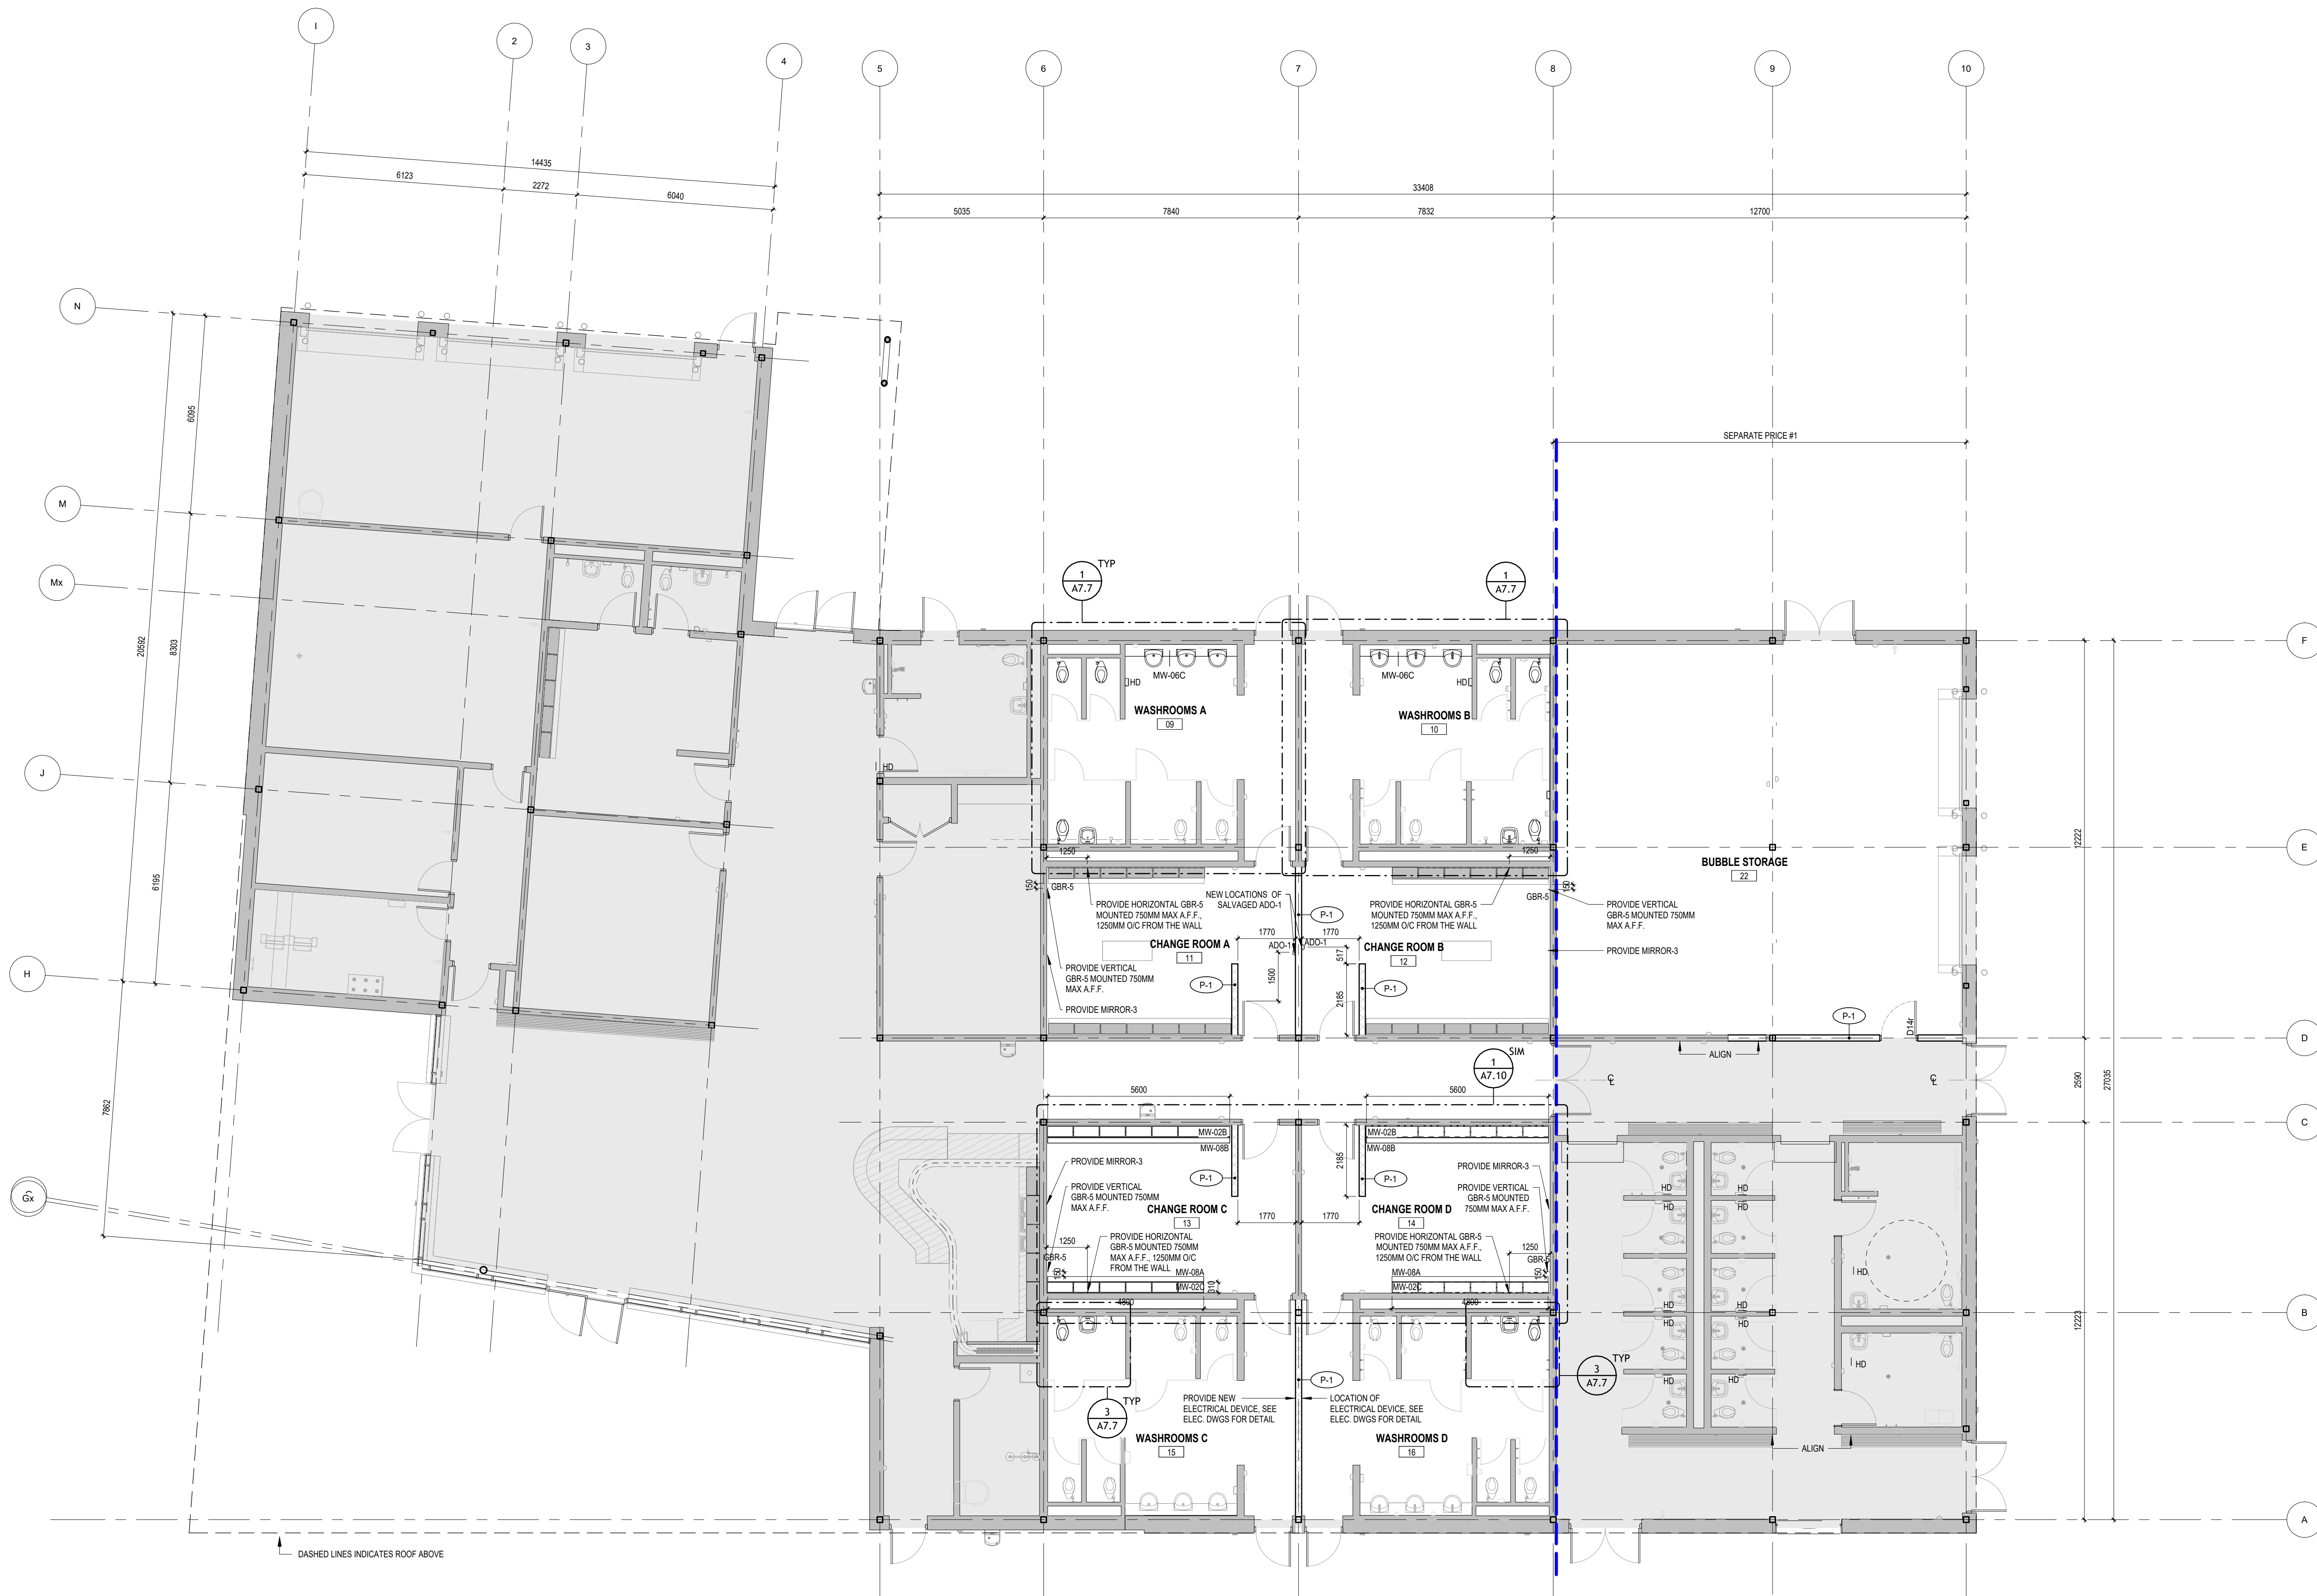 I
2
3
4
5
6
7
8
9
10
14435
6123
2272
6040
33408
5035
7840
7832
12700
N
M
Mx
J
H
G
Gx
6095
8303
20592
6195
7862
SEPARATE PRICE #1
1
A7.7
TYP
1
A7.7
F
E
D
C
B
A
12222
2590
27035
12223
MW-06C
HD
WASHROOMS A
09
MW-06C
HD
WASHROOMS B
10
HD
BUBBLE STORAGE
22
1250
1250
150
GBR-5
NEW LOCATIONS OF
SALVAGED ADO-1
150
GBR-5
PROVIDE HORIZONTAL GBR-5
MOUNTED 750MM MAX A.F.F.,
1250MM O/C FROM THE WALL
P-1
PROVIDE HORIZONTAL GBR-5
MOUNTED 750MM MAX A.F.F.,
1250MM O/C FROM THE WALL
PROVIDE VERTICAL
GBR-5 MOUNTED 750MM
MAX A.F.F.
1770
1770
ADO-1
ADO-1
CHANGE ROOM A
11
CHANGE ROOM B
12
PROVIDE MIRROR-3
517
1500
2185
PROVIDE VERTICAL
GBR-5 MOUNTED 750MM
MAX A.F.F.
P-1
P-1
PROVIDE MIRROR-3
P-1
D14r
ALIGN
1
A7.10
SIM
5600
5600
MW-02B
MW-08B
MW-02B
MW-08B
2185
PROVIDE MIRROR-3
PROVIDE MIRROR-3
P-1
P-1
PROVIDE VERTICAL
GBR-5 MOUNTED 750MM
MAX A.F.F.
PROVIDE VERTICAL
GBR-5 MOUNTED
750MM MAX A.F.F.
CHANGE ROOM C
13
CHANGE ROOM D
14
1770
1770
PROVIDE HORIZONTAL
GBR-5 MOUNTED 750MM
MAX A.F.F., 1250MM O/C
FROM THE WALL
PROVIDE HORIZONTAL GBR-5
MOUNTED 750MM MAX A.F.F.,
1250MM O/C FROM THE WALL
1250
GBR-5
150
1250
GBR-5
150
MW-08A
MW-02C
310
MW-08A
MW-02C
4800
4800
HD
HD
HD
HD
HD
HD
HD
HD
HD
HD
HD
HD
HD
HD
3
A7.7
TYP
P-1
PROVIDE NEW
ELECTRICAL DEVICE, SEE
ELEC. DWGS FOR DETAIL
LOCATION OF
ELECTRICAL DEVICE, SEE
ELEC. DWGS FOR DETAIL
3
A7.7
TYP
WASHROOMS C
15
WASHROOMS D
16
ALIGN
DASHED LINES INDICATES ROOF ABOVE